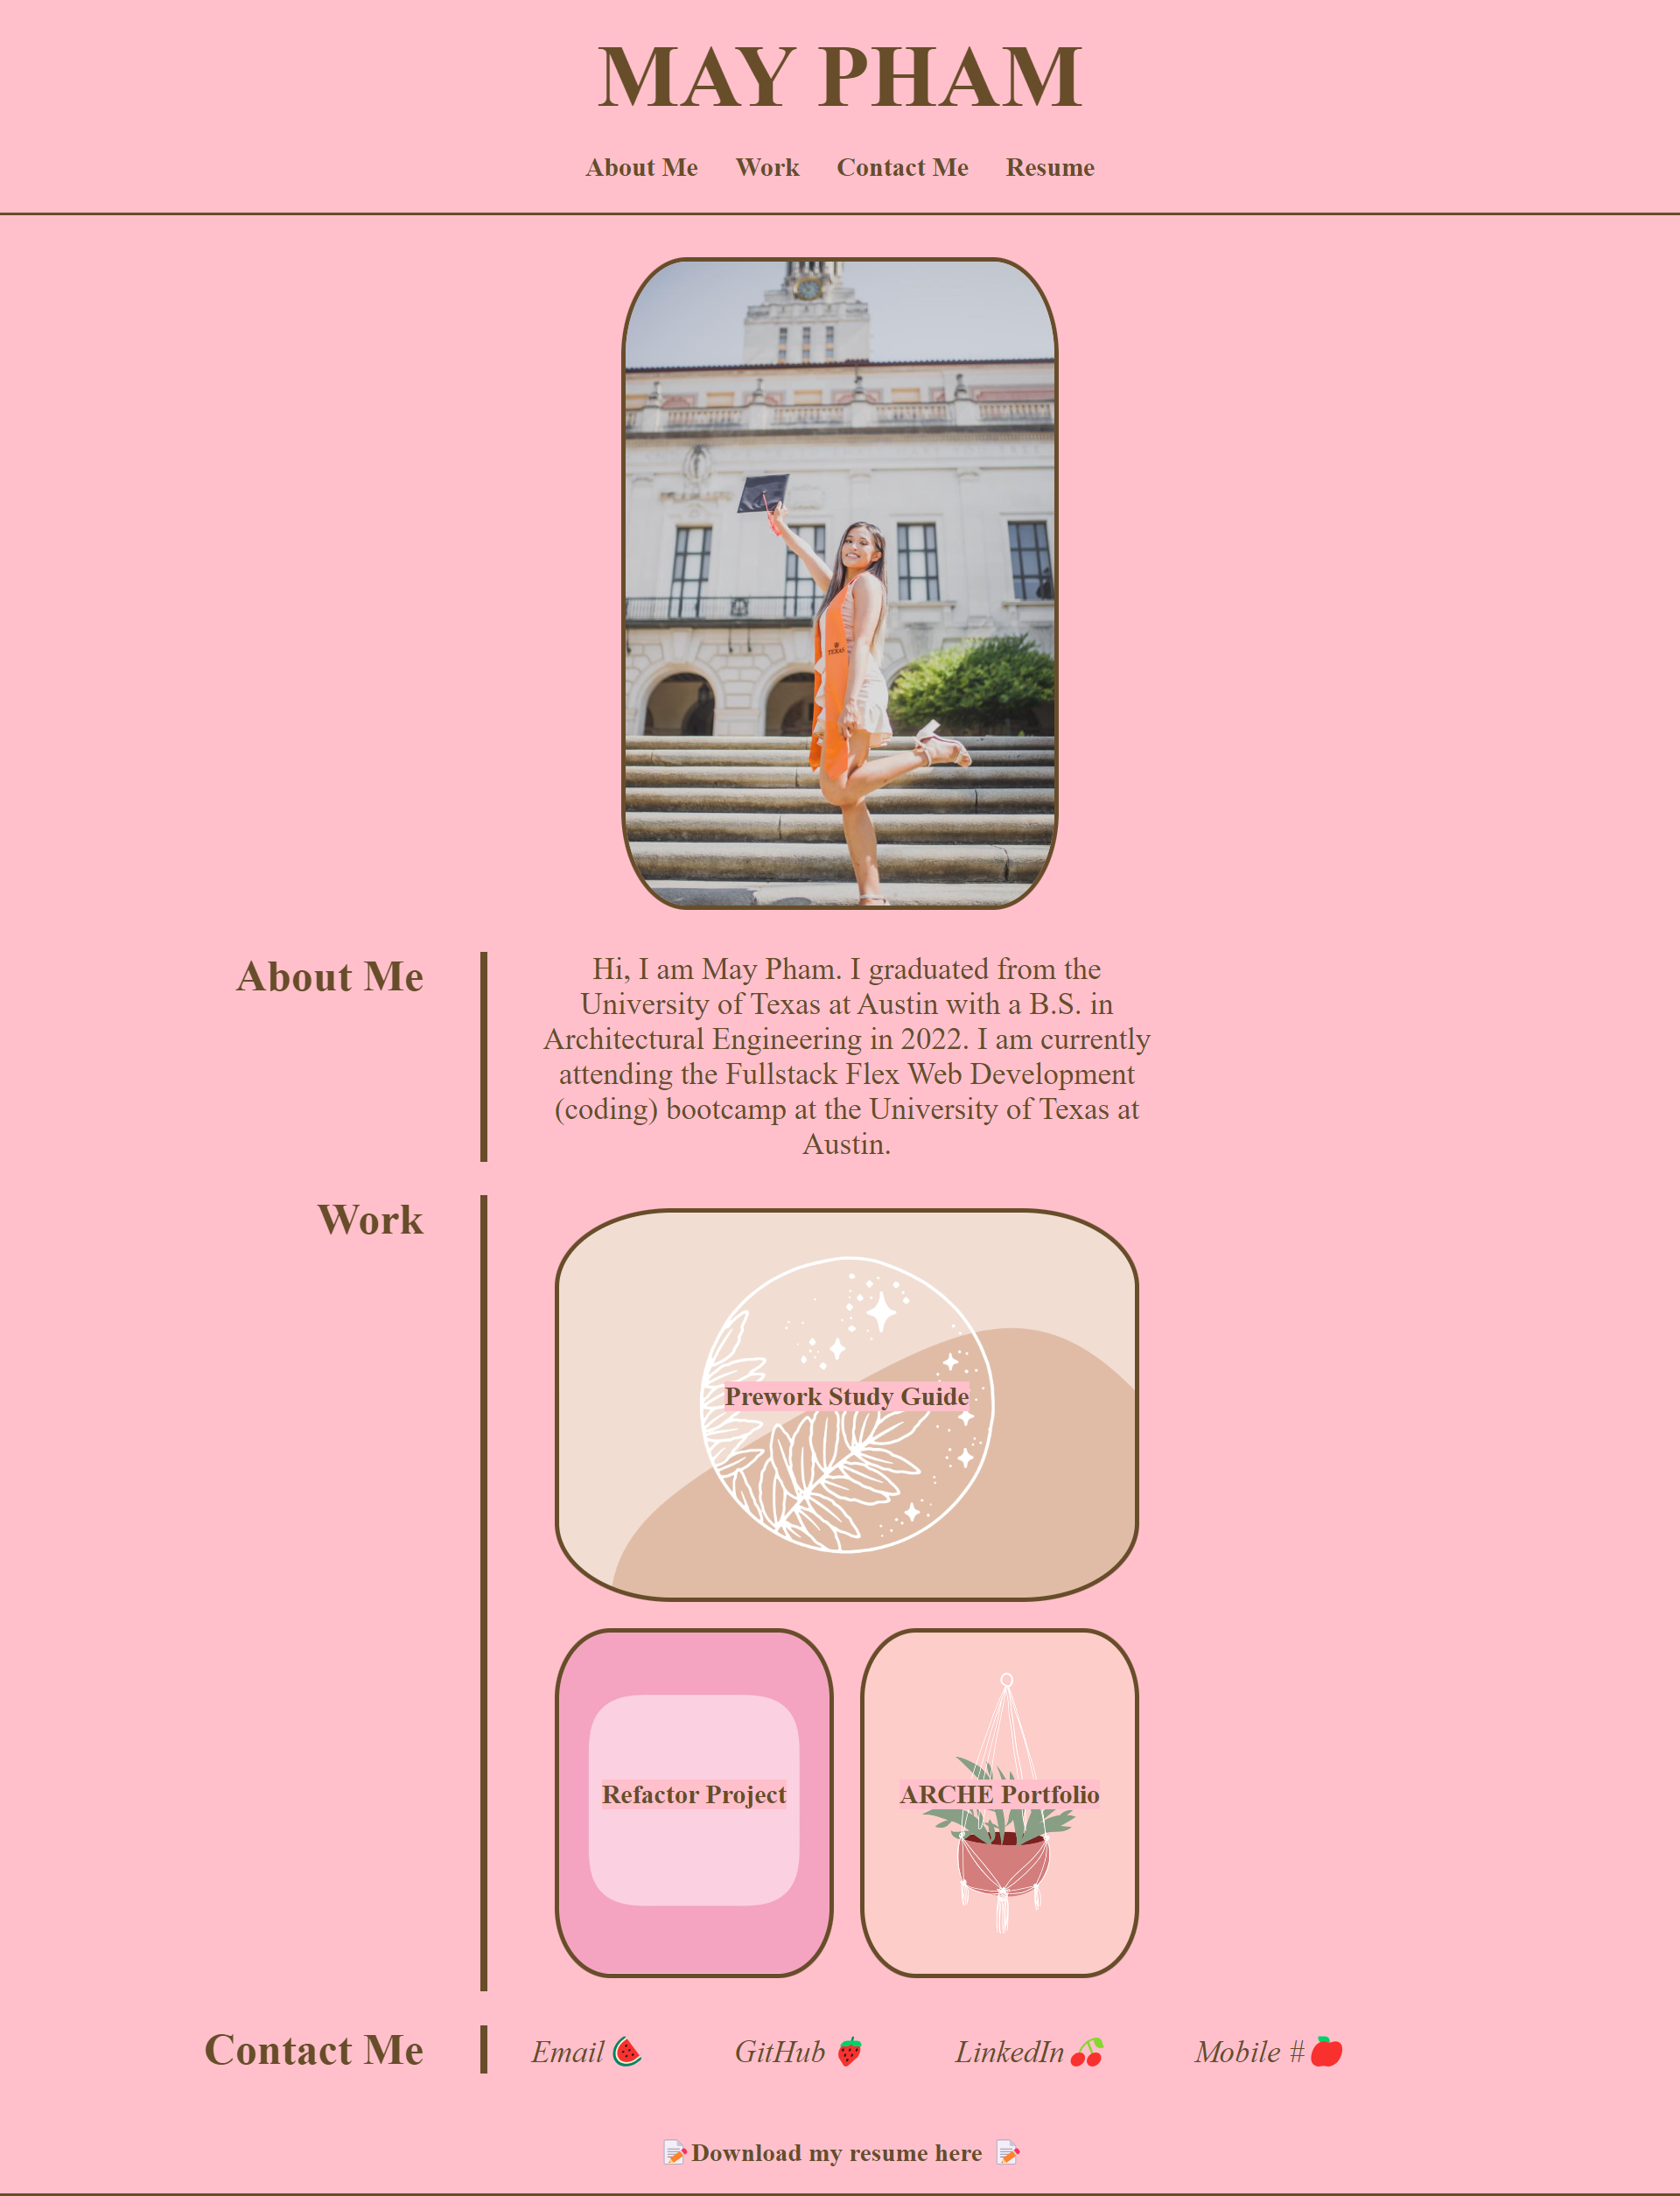 MAY PHAM
About Me Work Contact Me Resume
TEXAS
About Me
Hi, I am May Pham. I graduated from the
University of Texas at Austin with a B.S. in
Architectural Engineering in 2022. I am currently
attending the Fullstack Flex Web Development
(coding) bootcamp at the University of Texas at
Austin.
Work
Prework Study Guide
Refactor Project
ARCHE Portfolio
Contact Me
Email🍉 GitHub 🍓 LinkedIn🍒 Mobile #🍎
📝Download my resume here 📝